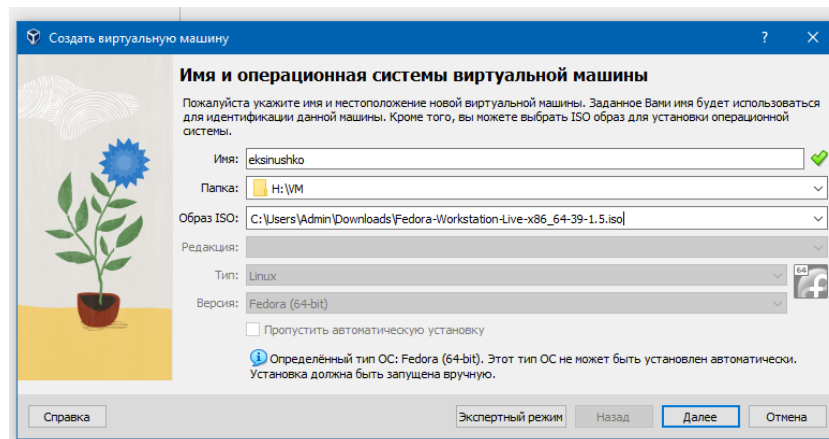 Создать виртуальную машину
Имя и операционная системы виртуальной машины
Пожалуйста укажите имя и местоположение новой виртуальной машины. Заданное Вами имя будет использоваться
для идентификации данной машины. Кроме того, вы можете выбрать ISO образ для установки операционной
системы.
Имя: eksinushko
Папка: H:\VM
Образ ISO: C:\Users\Admin\Downloads\Fedora-Workstation-Live-x86_64-39-1.5.iso
Редакция:
Тип: Linux
64
Версия: Fedora (64-bit)
Пропустить автоматическую установку
Определённый тип ОС: Fedora (64-bit). Этот тип ОС не может быть установлен автоматически.
Установка должна быть запущена вручную.
Справка Экспертный режим Назад Далее Отмена